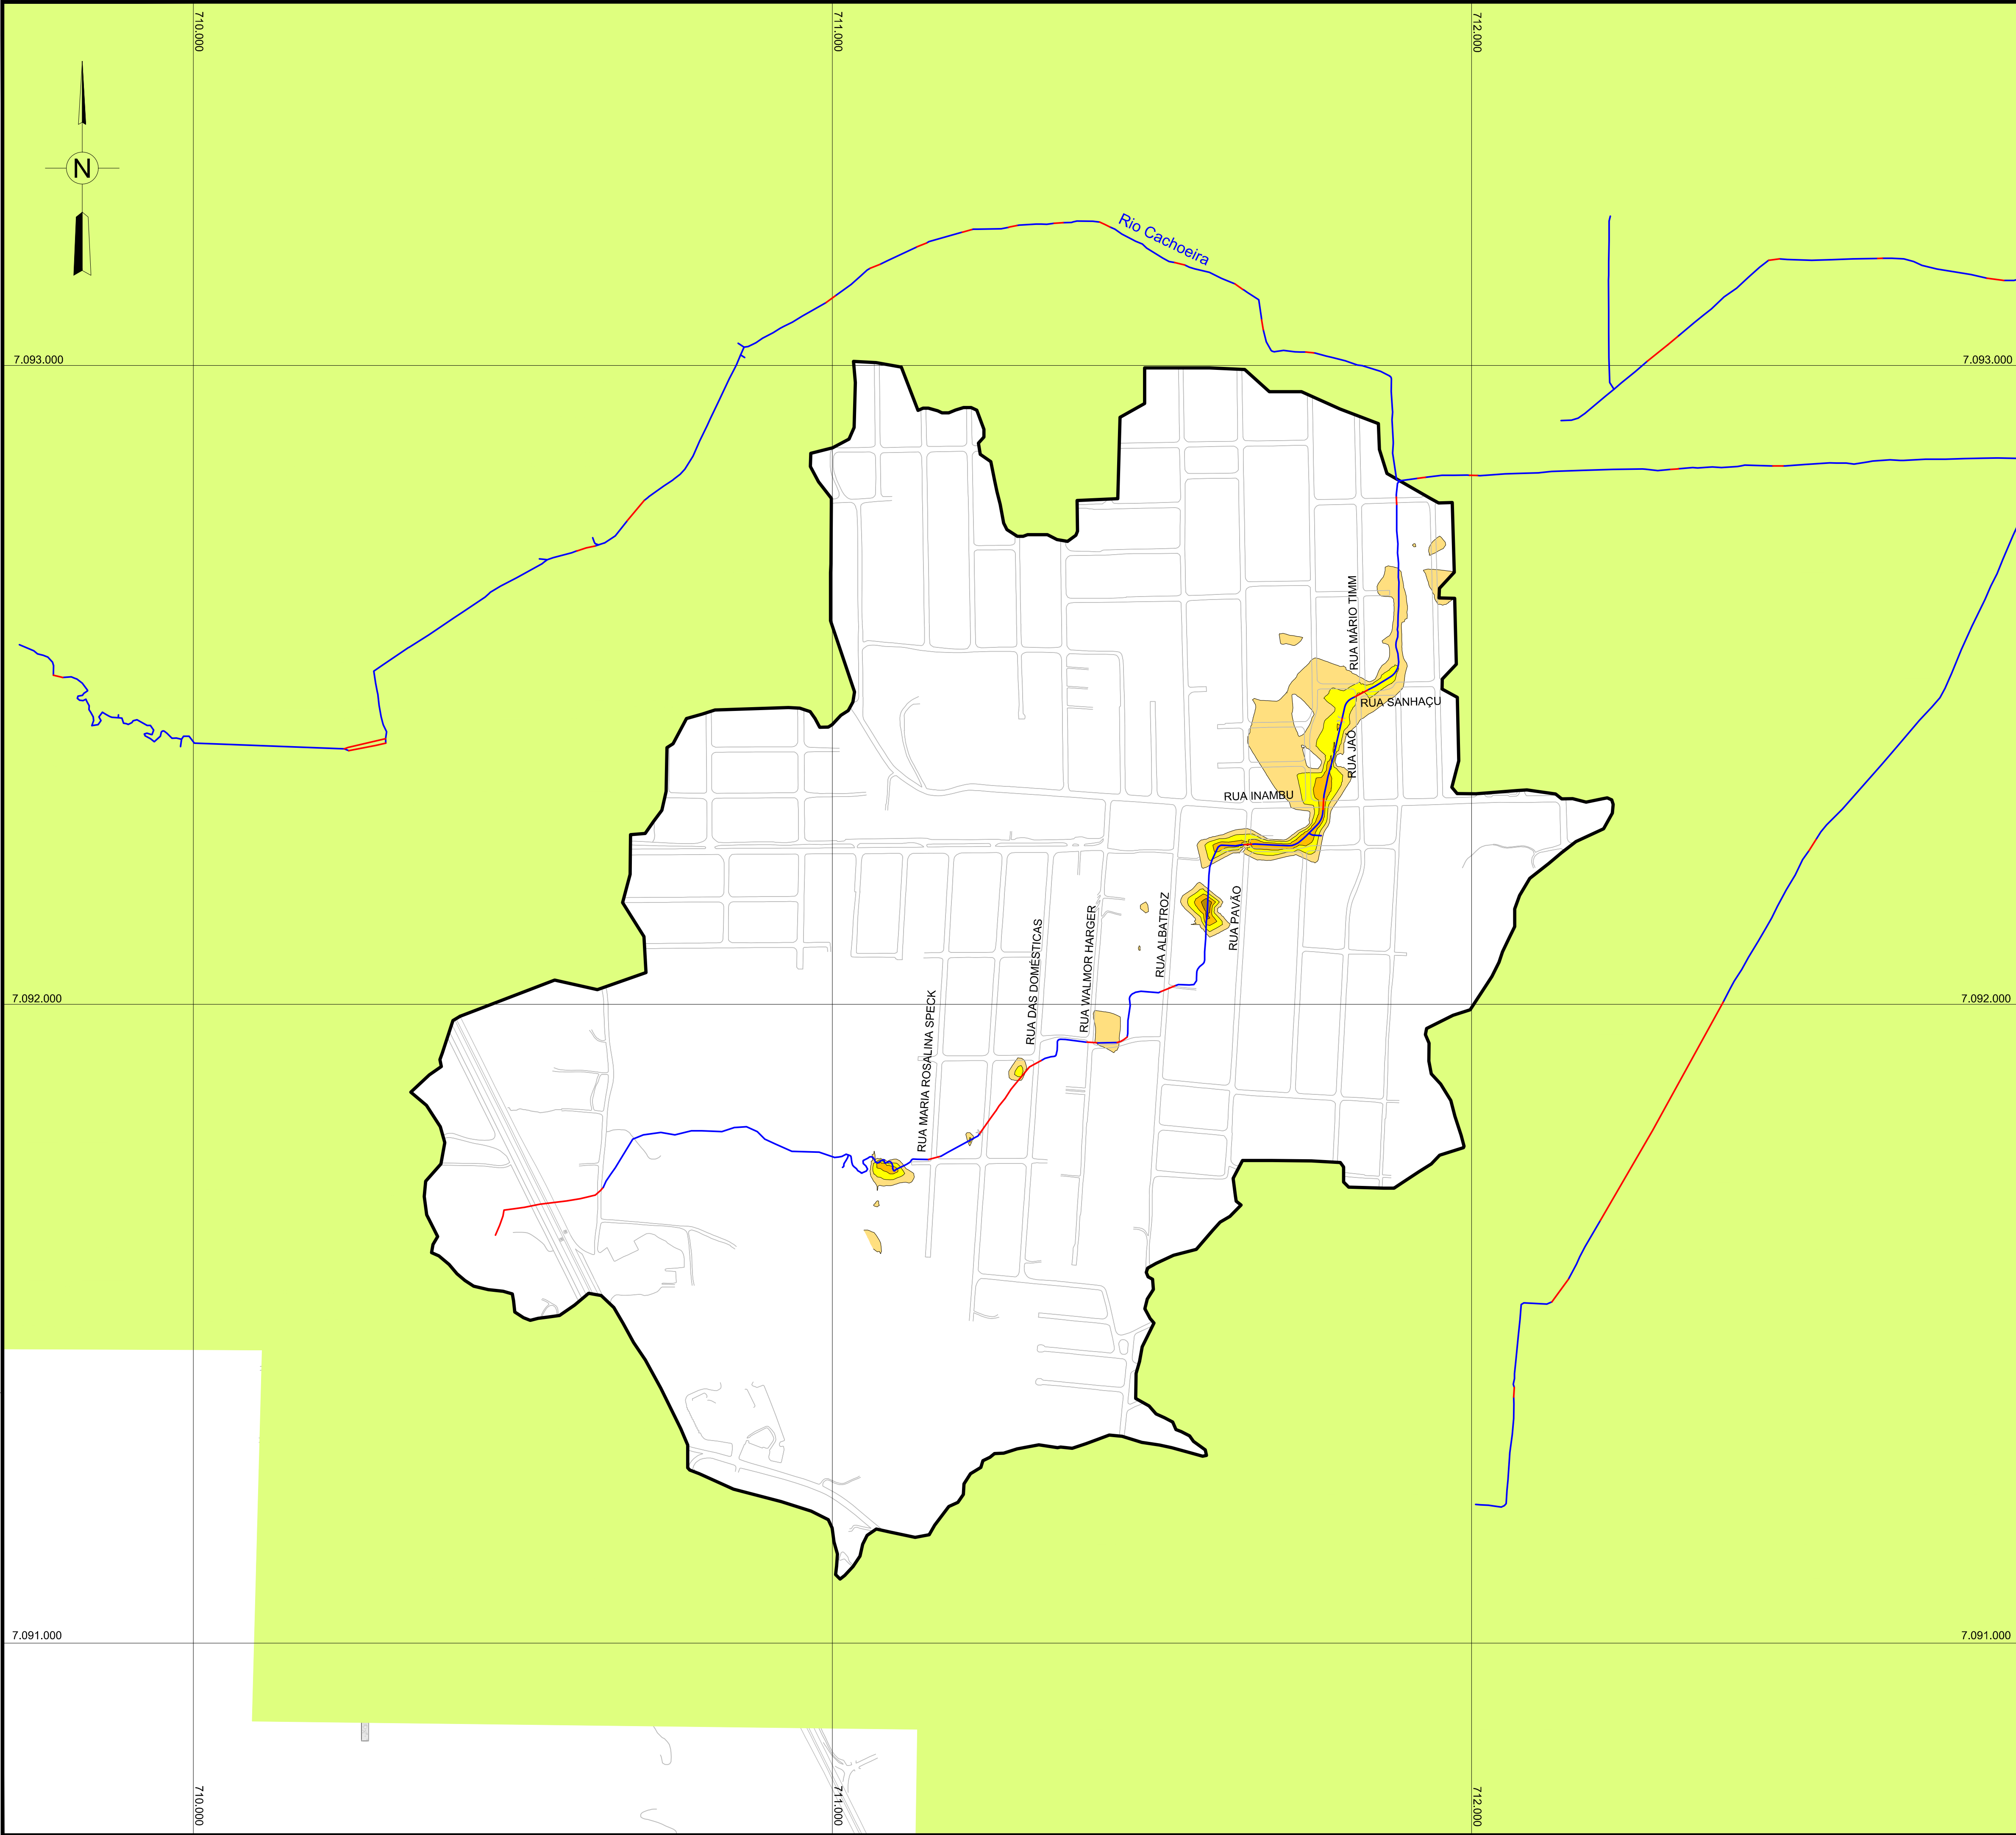 710.000
711.000
712.000
N
Rio Cachoeira
7.093.000
7.093.000
RUA MÁRIO TIMM
RUA SANHAÇU
RUA JAÓ
RUA INAMBU
RUA PAVÃO
RUA ALBATROZ
RUA WALMOR HARGER
RUA DAS DOMÉSTICAS
RUA MARIA ROSALINA SPECK
7.092.000
7.092.000
7.091.000
7.091.000
710.000
711.000
712.000